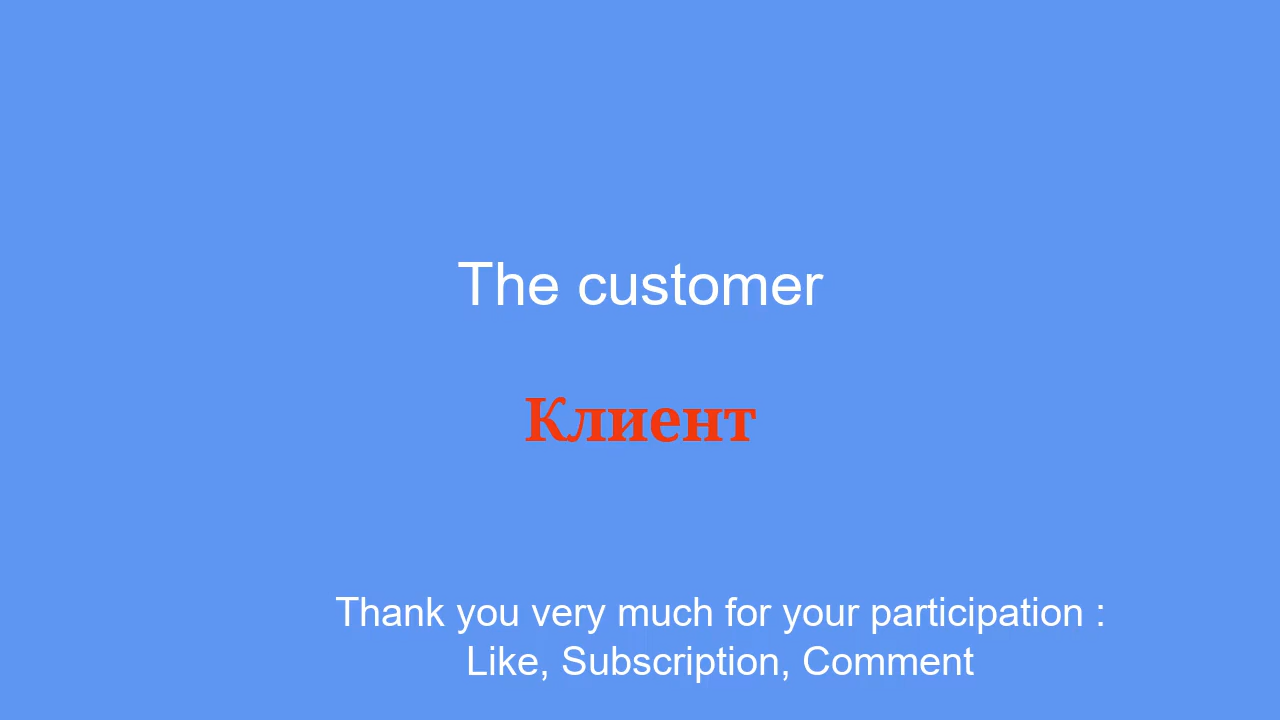 The customer
Клиент
Thank you very much for your participation :
Like, Subscription, Comment